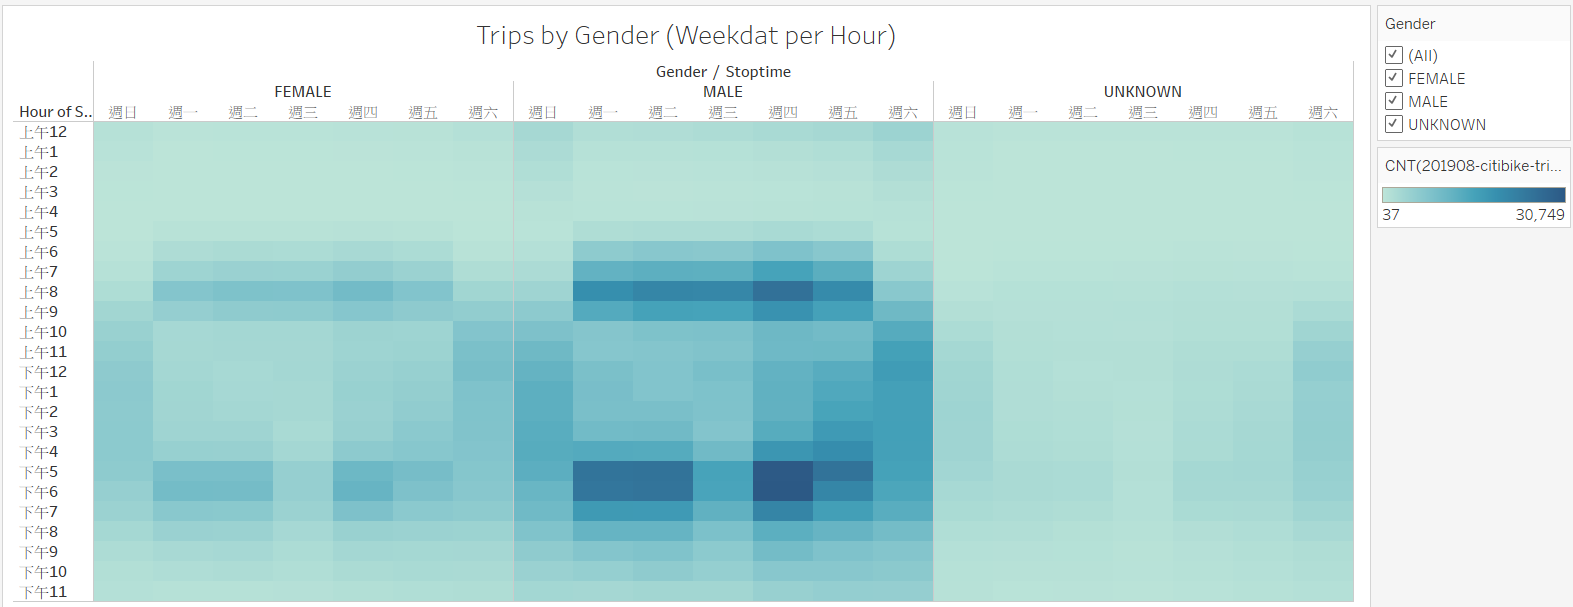 Trips by Gender (Weekdat per Hour)
Gender / Stoptime
FEMALE MALE UNKNOWN
Hour of S.. 週日 週一 週二 週三 週四 週五 週六 週日 週一 週二 週三 週四 週五 週六 週日 週一 週二 週三 週四 週五 週六
上午12
上午1
上午2
上午3
上午4
上午5
上午6
上午7
上午8
上午9
上午10
上午11
下午12
下午1
下午2
下午3
下午4
下午5
下午6
下午7
下午8
下午9
下午10
下午11
Gender
(All)
FEMALE
MALE
UNKNOWN
CNT(201908-citibike-tri...
37 30,749